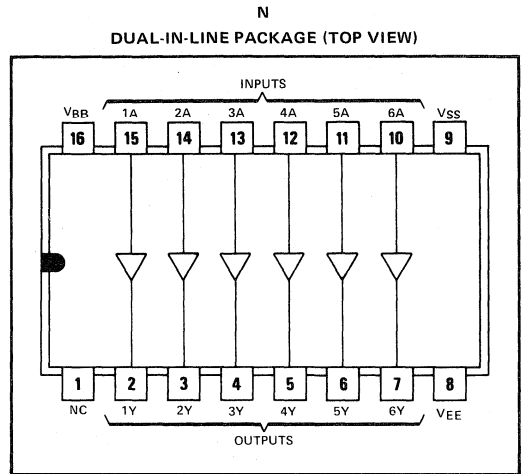 N
DUAL-IN-LINE PACKAGE (TOP VIEW)
INPUTS
VBB 1A 2A 3A 4A 5A 6A VSS
16 15 14 13 12 11 10 9
1 2 3 4 5 6 7 8
NC 1Y 2Y 3Y 4Y 5Y 6Y VEE
OUTPUTS